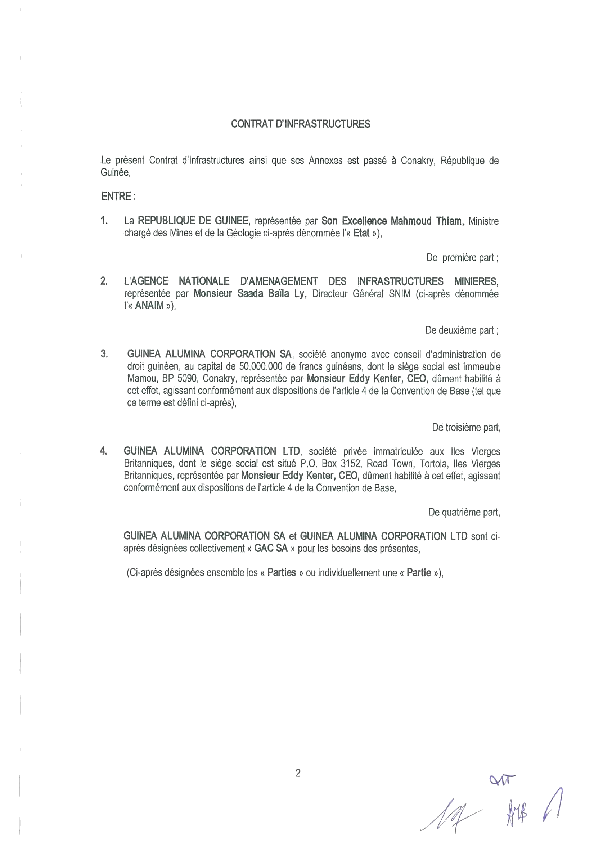 CONTRAT D'INFRASTRUCTURES
Le présent Contrat d'Infrastructures ainsi que ses Annexes est passé à Conakry, République de
Guinée,
ENTRE :
1. La REPUBLIQUE DE GUINEE, représentée par Son Excellence Mahmoud Thiam, Ministre
chargé des Mines et de la Géologie ci-après dénommée l'« Etat »),
De première part ;
2. L'AGENCE NATIONALE D'AMENAGEMENT DES INFRASTRUCTURES MINIERES,
représentée par Monsieur Saada Baïla Ly, Directeur Général SNIM (ci-après dénommée
l'« ANAIM »),
De deuxième part ;
3. GUINEA ALUMINA CORPORATION SA, société anonyme avec conseil d'administration de
droit guinéen, au capital de 50.000.000 de francs guinéens, dont le siège social est immeuble
Mamou, BP 5090, Conakry, représentée par Monsieur Eddy Kenter, CEO, dûment habilité à
cet effet, agissant conformément aux dispositions de l'article 4 de la Convention de Base (tel que
ce terme est défini ci-après),
De troisième part,
4. GUINEA ALUMINA CORPORATION LTD, société privée immatriculée aux Iles Vierges
Britanniques, dont le siège social est situé P.O. Box 3152, Road Town, Tortola, Iles Vierges
Britanniques, représentée par Monsieur Eddy Kenter, CEO, dûment habilité à cet effet, agissant
conformément aux dispositions de l'article 4 de la Convention de Base,
De quatrième part,
GUINEA ALUMINA CORPORATION SA et GUINEA ALUMINA CORPORATION LTD sont ci-
après désignées collectivement « GAC SA » pour les besoins des présentes,
(Ci-après désignées ensemble les « Parties » ou individuellement une « Partie »),
2